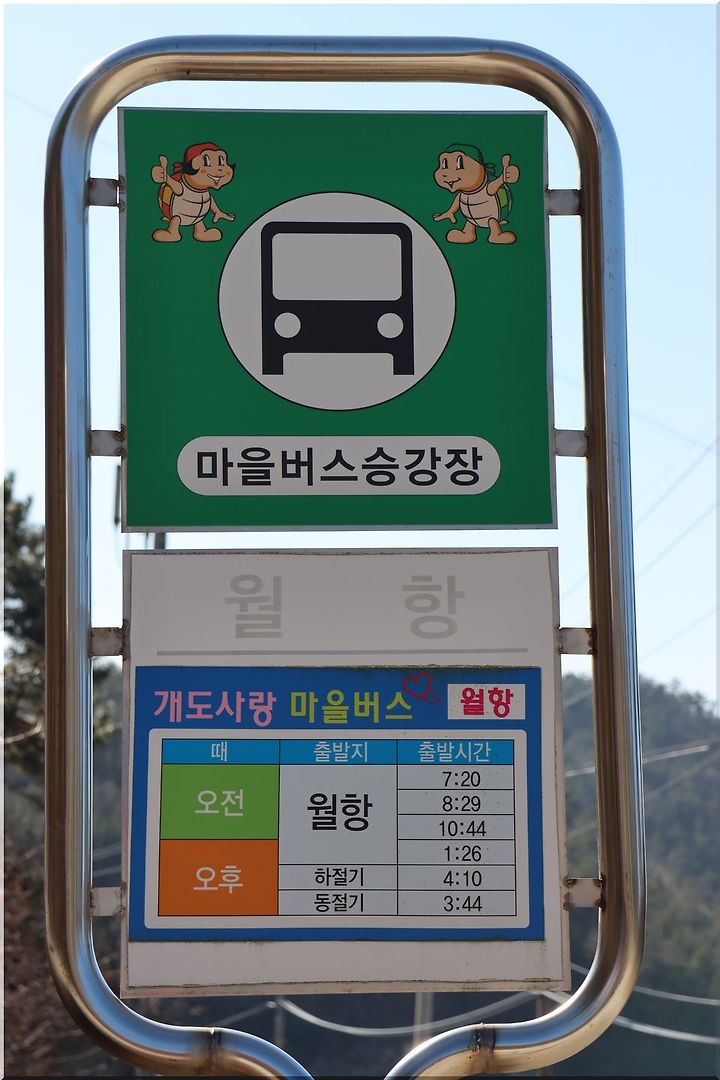 마을버스승강장
월 항
개도사랑 마을버스 월항
때 출발지 출발시간
오전 월항 7:20
8:29
10:44
오후 1:26
하절기 4:10
동절기 3:44